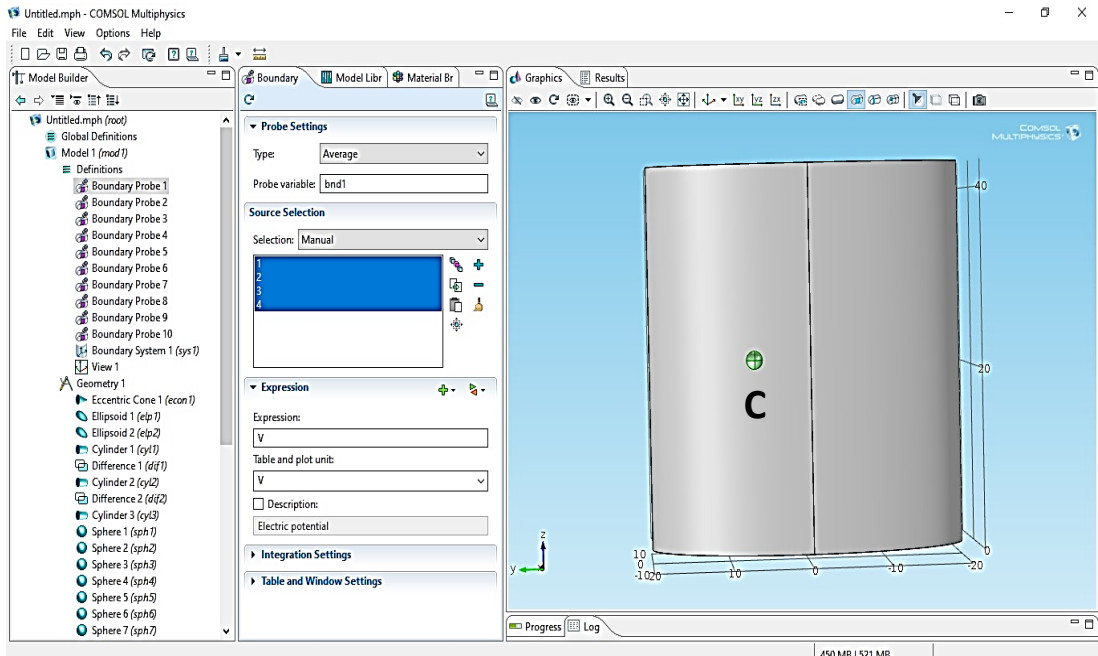 Untitled.mph - COMSOL Multiphysics
File Edit View Options Help
Model Builder
Untitled.mph (root)
Global Definitions
Model 1 (mod1)
Definitions
Boundary Probe 1
Boundary Probe 2
Boundary Probe 3
Boundary Probe 4
Boundary Probe 5
Boundary Probe 6
Boundary Probe 7
Boundary Probe 8
Boundary Probe 9
Boundary Probe 10
Boundary System 1 (sys1)
View 1
Geometry 1
Eccentric Cone 1 (econ1)
Ellipsoid 1 (elp1)
Ellipsoid 2 (elp2)
Cylinder 1 (cyl1)
Difference 1 (dif1)
Cylinder 2 (cyl2)
Difference 2 (dif2)
Cylinder 3 (cyl3)
Sphere 1 (sph1)
Sphere 2 (sph2)
Sphere 3 (sph3)
Sphere 4 (sph4)
Sphere 5 (sph5)
Sphere 6 (sph6)
Sphere 7 (sph7)
Boundary Model Libr Material Br
Probe Settings
Type: Average
Probe variable: bnd1
Source Selection
Selection: Manual
1
2
3
4
Expression
Expression:
V
Table and plot unit:
V
Description:
Electric potential
Integration Settings
Table and Window Settings
Graphics Results
xy yz zx
COMSOL
MULTIPHYSICS
40
20
0
C
z
y
10
0
-10 20 10 0 -10 -20
Progress Log
450 MB | 521 MB